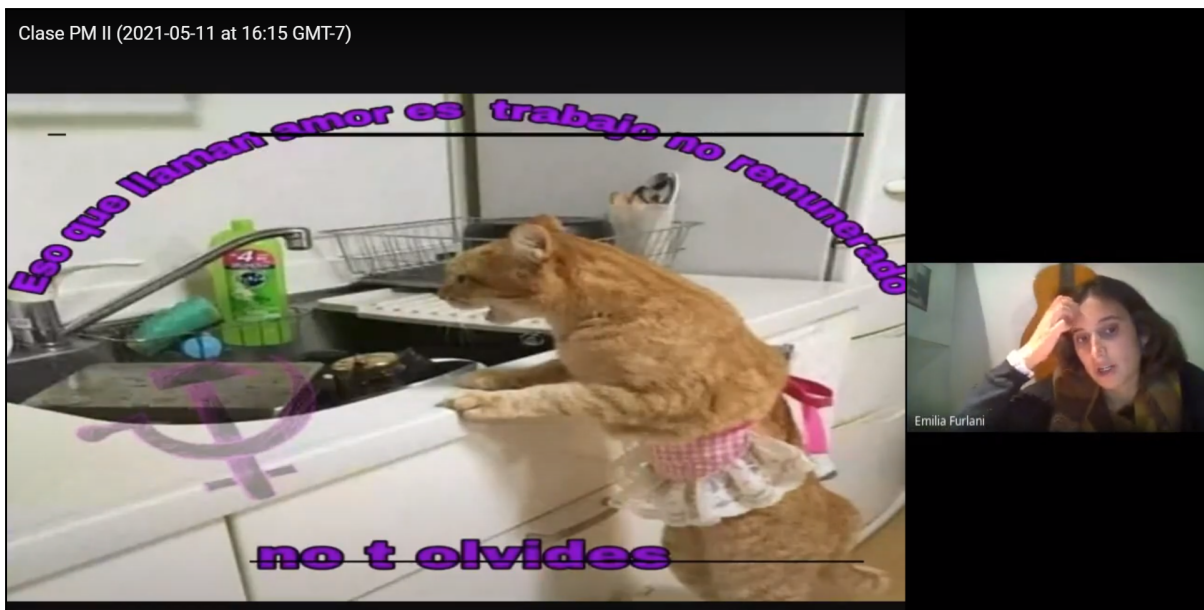 Clase PM II (2021-05-11 at 16:15 GMT-7)
Eso que llaman amor es trabajo no remunerado
no t olvides
Emilia Furlani